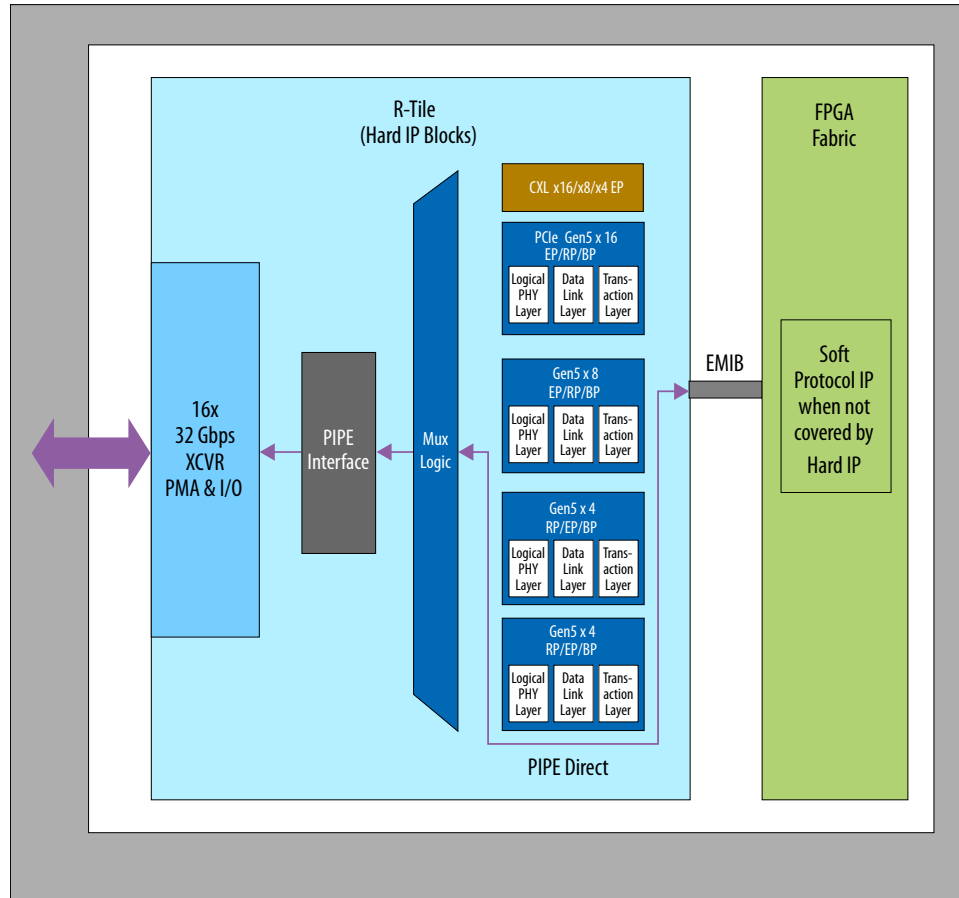 R-Tile
(Hard IP Blocks)
FPGA
Fabric
CXL x16/x8/x4 EP
PCIe Gen5 x 16
EP/RP/BP
Logical
PHY
Layer
Data
Link
Layer
Trans-
action
Layer
EMIB
Gen5 x 8
EP/RP/BP
Logical
PHY
Layer
Data
Link
Layer
Trans-
action
Layer
Soft
Protocol IP
when not
covered by
Hard IP
16x
32 Gbps
XCVR
PMA & I/O
PIPE
Interface
Mux
Logic
Gen5 x 4
RP/EP/BP
Logical
PHY
Layer
Data
Link
Layer
Trans-
action
Layer
Gen5 x 4
RP/EP/BP
Logical
PHY
Layer
Data
Link
Layer
Trans-
action
Layer
PIPE Direct